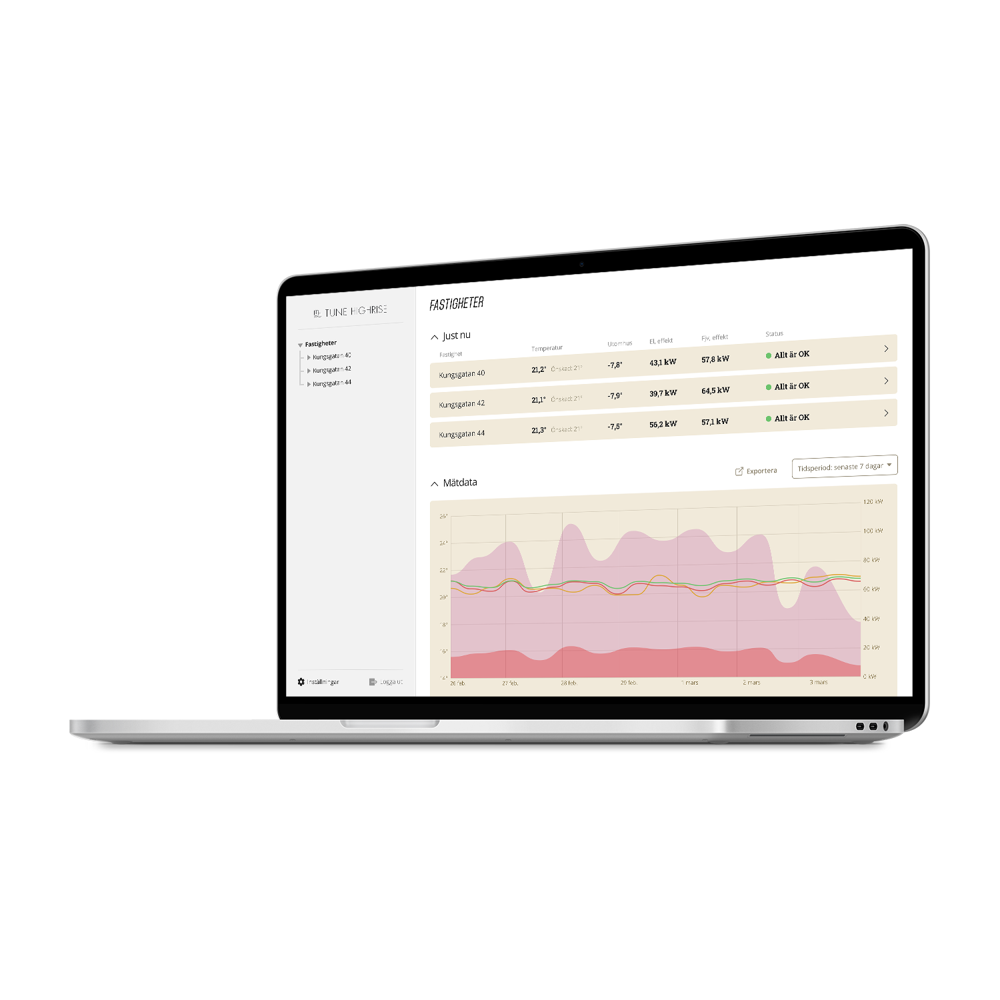 TUNE HIGHRISE
Fastigheter
Kungsgatan 40
Kungsgatan 42
Kungsgatan 44
Inställningar
Logga ut
FASTIGHETER
Just nu
Fastighet Temperatur Utomhus El, effekt Fjv, effekt Status
Kungsgatan 40 21,2° Önskad: 21° -7,8° 43,1 kW 57,8 kW Allt är OK
Kungsgatan 42 21,1° Önskad: 21° -7,9° 39,7 kW 64,5 kW Allt är OK
Kungsgatan 44 21,3° Önskad: 21° -7,5° 56,2 kW 57,1 kW Allt är OK
Mätdata
Exportera
Tidsperiod: senaste 7 dagar
26°
24°
22°
20°
18°
16°
14°
120 kW
100 kW
80 kW
60 kW
40 kW
20 kW
0 kW
26 feb. 27 feb. 28 feb. 29 feb. 1 mars 2 mars 3 mars